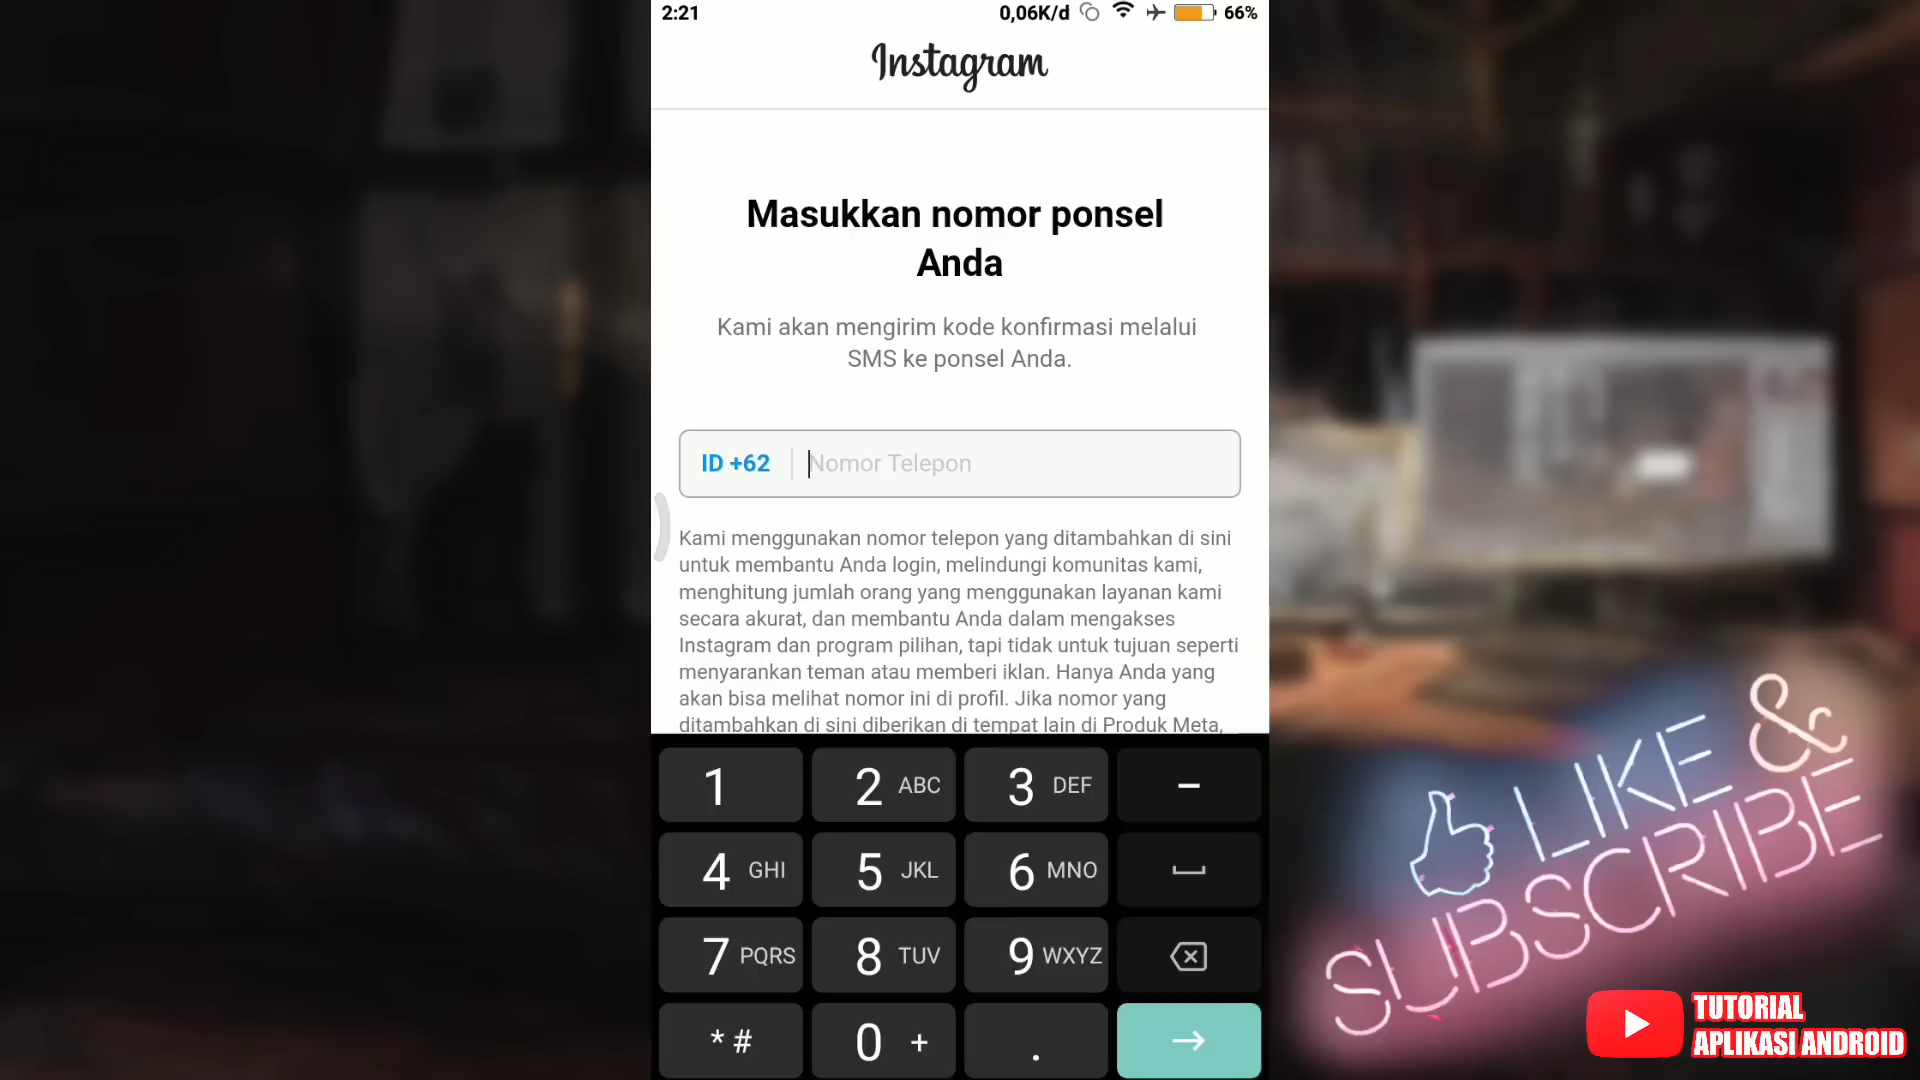 2:21
0,06K/d
66%
Instagram
Masukkan nomor ponsel
Anda
Kami akan mengirim kode konfirmasi melalui
SMS ke ponsel Anda.
ID +62
Nomor Telepon
Kami menggunakan nomor telepon yang ditambahkan di sini
untuk membantu Anda login, melindungi komunitas kami,
menghitung jumlah orang yang menggunakan layanan kami
secara akurat, dan membantu Anda dalam mengakses
Instagram dan program pilihan, tapi tidak untuk tujuan seperti
menyarankan teman atau memberi iklan. Hanya Anda yang
akan bisa melihat nomor ini di profil. Jika nomor yang
ditambahkan di sini diberikan di tempat lain di Produk Meta,
1
2 ABC
3 DEF
-
4 GHI
5 JKL
6 MNO
7 PQRS
8 TUV
9 WXYZ
* #
0 +
.
LIKE &
SUBSCRIBE
TUTORIAL
APLIKASI ANDROID